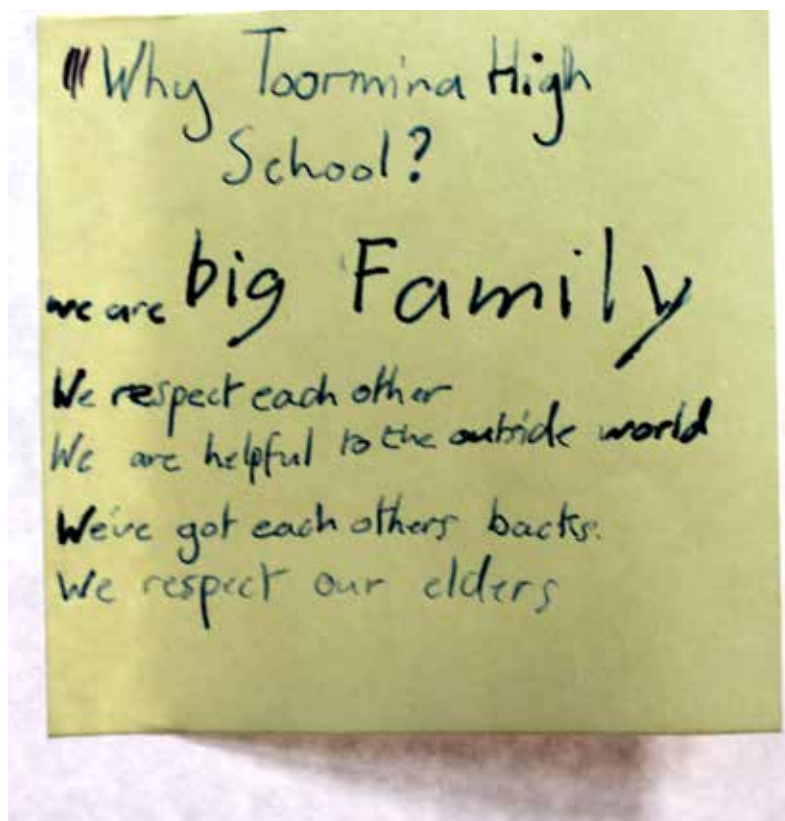 Why Toormina High
School?
we are big Family
We respect each other
We are helpful to the outside world
We've got each others backs.
We respect our elders